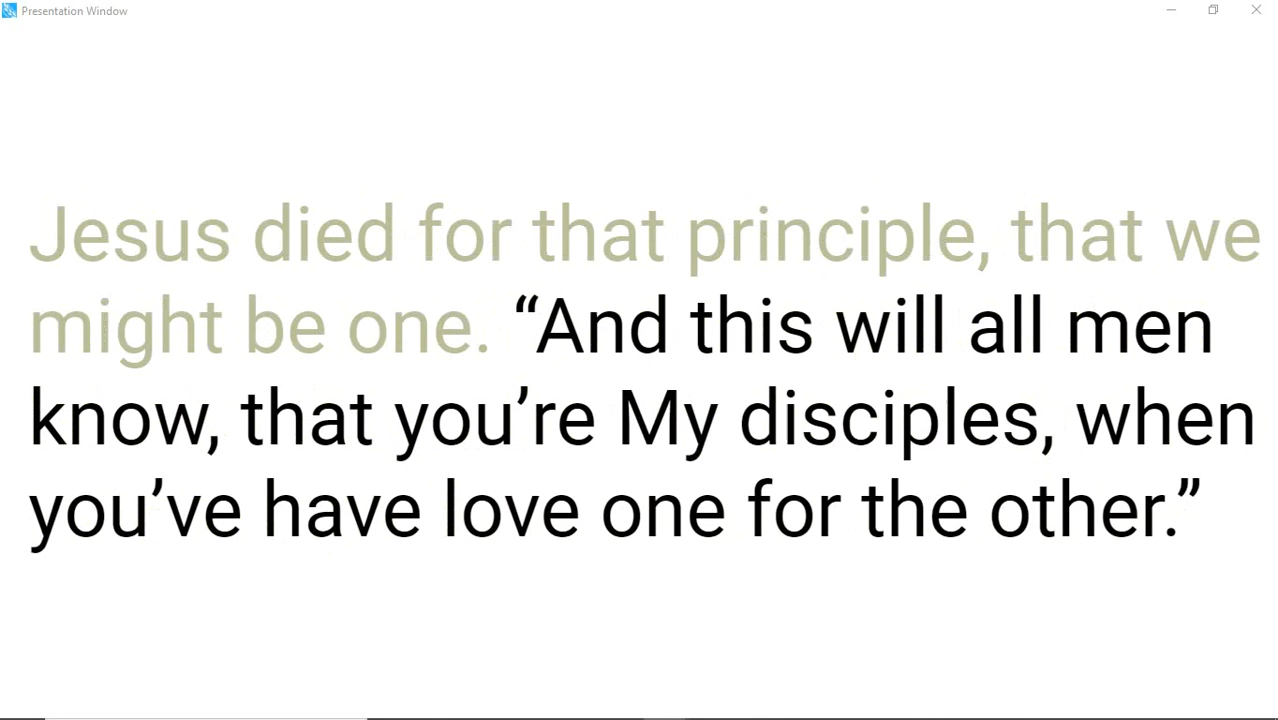 Presentation Window
Jesus died for that principle, that we
might be one. “And this will all men
know, that you’re My disciples, when
you’ve have love one for the other.”